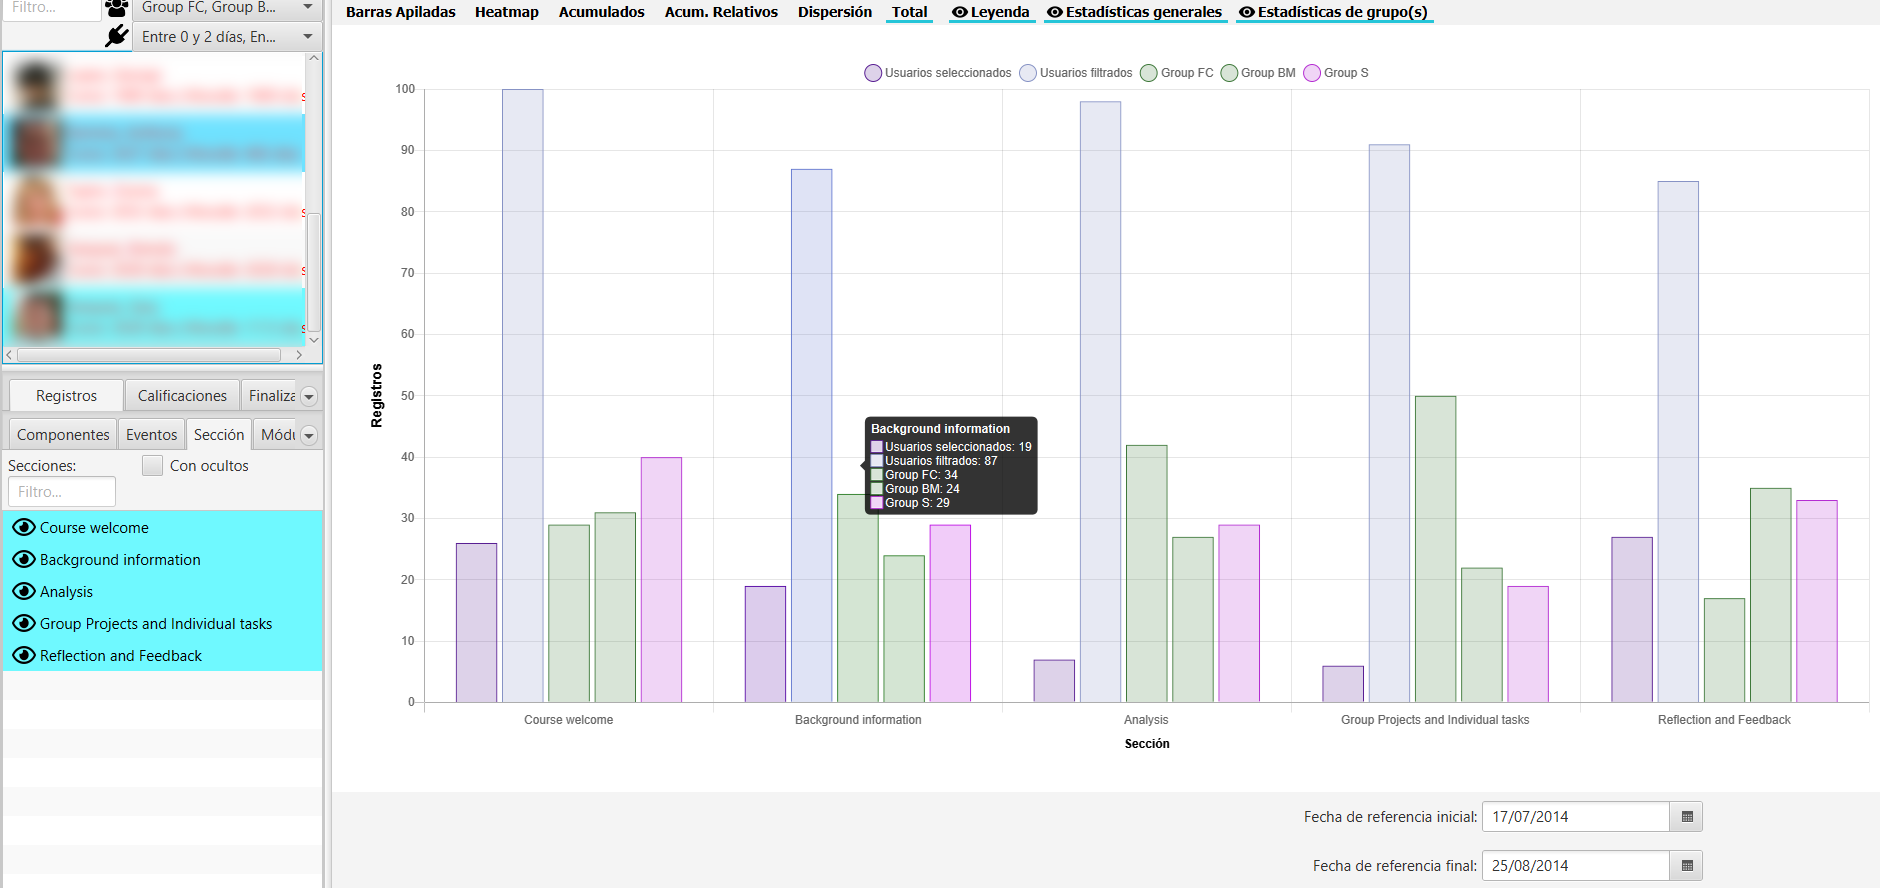 Filtro...
Group FC, Group B...
Entre 0 y 2 días, En...
Barras Apiladas Heatmap Acumulados Acum. Relativos Dispersión Total Leyenda Estadísticas generales Estadísticas de grupo(s)
Usuarios seleccionados Usuarios filtrados Group FC Group BM Group S
100
90
80
70
60
50
40
30
20
10
0
Registros
Background information
Usuarios seleccionados: 19
Usuarios filtrados: 87
Group FC: 34
Group BM: 24
Group S: 29
Course welcome Background information Analysis Group Projects and Individual tasks Reflection and Feedback
Sección
Registros Calificaciones Finaliza
Componentes Eventos Sección Módu
Secciones: Con ocultos
Filtro...
Course welcome
Background information
Analysis
Group Projects and Individual tasks
Reflection and Feedback
Fecha de referencia inicial: 17/07/2014
Fecha de referencia final: 25/08/2014